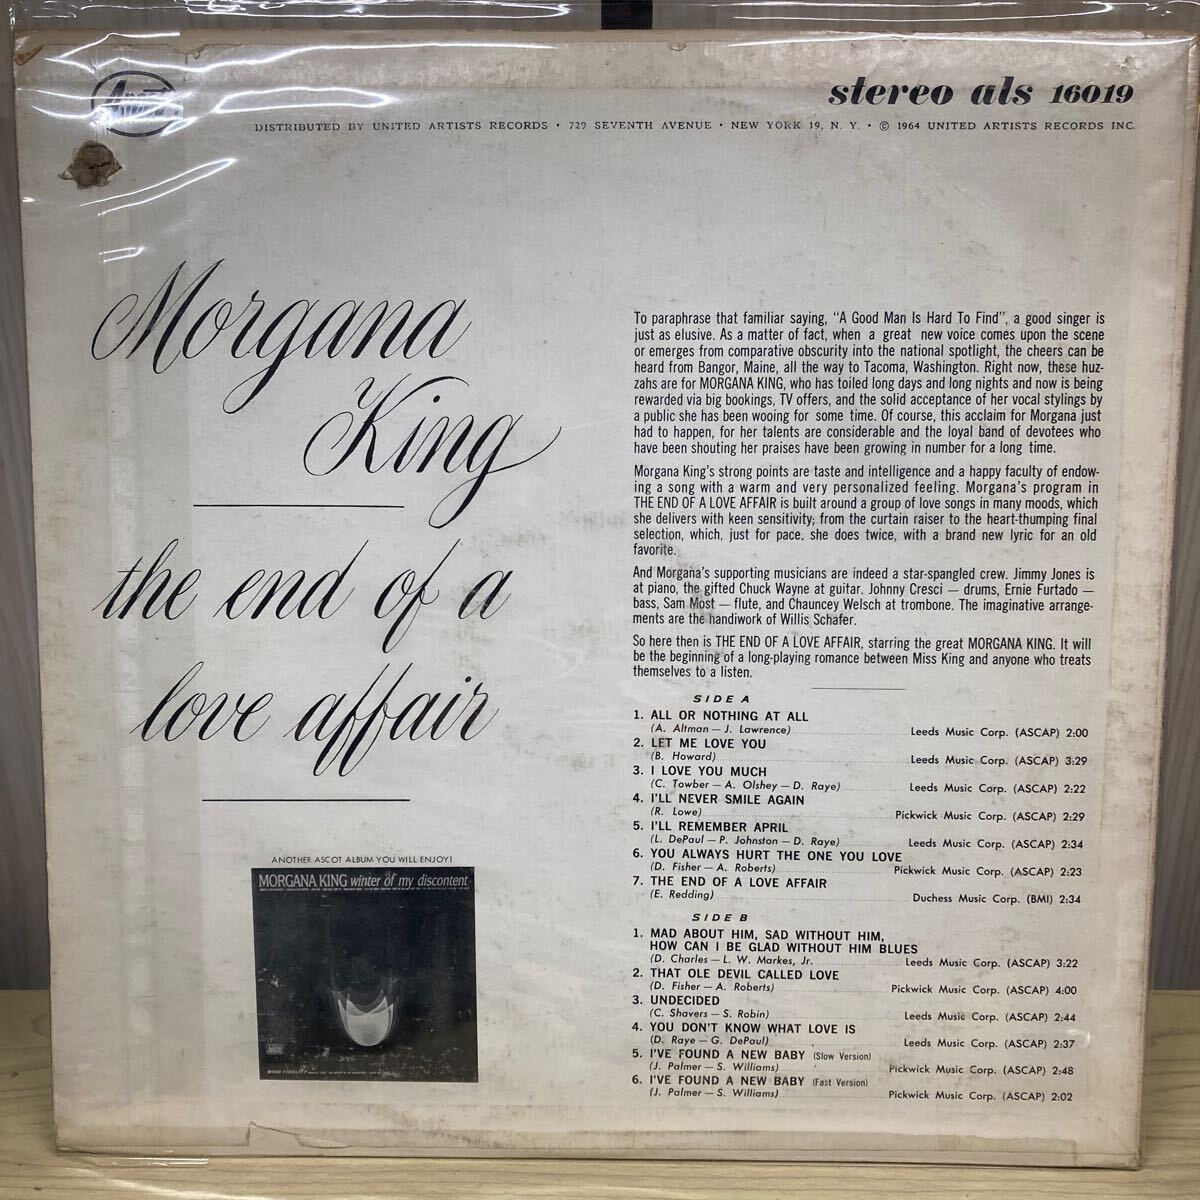 Ascot
stereo als 16019
DISTRIBUTED BY UNITED ARTISTS RECORDS • 729 SEVENTH AVENUE • NEW YORK 19, N. Y. • © 1964 UNITED ARTISTS RECORDS INC.
Morgana
King
the end of a
love affair
ANOTHER ASCOT ALBUM YOU WILL ENJOY!
MORGANA KING winter of my discontent
HIGH FIDELITY
To paraphrase that familiar saying, "A Good Man Is Hard To Find", a good singer is
just as elusive. As a matter of fact, when a great new voice comes upon the scene
or emerges from comparative obscurity into the national spotlight, the cheers can be
heard from Bangor, Maine, all the way to Tacoma, Washington. Right now, these huz-
zahs are for MORGANA KING, who has toiled long days and long nights and now is being
rewarded via big bookings, TV offers, and the solid acceptance of her vocal stylings by
a public she has been wooing for some time. Of course, this acclaim for Morgana just
had to happen, for her talents are considerable and the loyal band of devotees who
have been shouting her praises have been growing in number for a long time.
Morgana King's strong points are taste and intelligence and a happy faculty of endow-
ing a song with a warm and very personalized feeling. Morgana's program in
THE END OF A LOVE AFFAIR is built around a group of love songs in many moods, which
she delivers with keen sensitivity; from the curtain raiser to the heart-thumping final
selection, which, just for pace. she does twice, with a brand new lyric for an old
favorite.
And Morgana's supporting musicians are indeed a star-spangled crew. Jimmy Jones is
at piano, the gifted Chuck Wayne at guitar. Johnny Cresci — drums, Ernie Furtado —
bass, Sam Most — flute, and Chauncey Welsch at trombone. The imaginative arrange-
ments are the handiwork of Willis Schafer.
So here then is THE END OF A LOVE AFFAIR, starring the great MORGANA KING. It will
be the beginning of a long-playing romance between Miss King and anyone who treats
themselves to a listen.
SIDE A
1. ALL OR NOTHING AT ALL
(A. Altman — J. Lawrence) Leeds Music Corp. (ASCAP) 2:00
2. LET ME LOVE YOU
(B. Howard) Leeds Music Corp. (ASCAP) 3:29
3. I LOVE YOU MUCH
(C. Towber — A. Olshey — D. Raye) Leeds Music Corp. (ASCAP) 2:22
4. I'LL NEVER SMILE AGAIN
(R. Lowe) Pickwick Music Corp. (ASCAP) 2:29
5. I'LL REMEMBER APRIL
(L. DePaul — P. Johnston — D. Raye) Leeds Music Corp. (ASCAP) 2:34
6. YOU ALWAYS HURT THE ONE YOU LOVE
(D. Fisher — A. Roberts) Pickwick Music Corp. (ASCAP) 2:23
7. THE END OF A LOVE AFFAIR
(E. Redding) Duchess Music Corp. (BMI) 2:34
SIDE B
1. MAD ABOUT HIM, SAD WITHOUT HIM,
HOW CAN I BE GLAD WITHOUT HIM BLUES
(D. Charles — L. W. Markes, Jr. Leeds Music Corp. (ASCAP) 3:22
2. THAT OLE DEVIL CALLED LOVE
(D. Fisher — A. Roberts) Pickwick Music Corp. (ASCAP) 4:00
3. UNDECIDED
(C. Shavers — S. Robin) Leeds Music Corp. (ASCAP) 2:44
4. YOU DON'T KNOW WHAT LOVE IS
(D. Raye — G. DePaul) Leeds Music Corp. (ASCAP) 2:37
5. I'VE FOUND A NEW BABY (Slow Version)
(J. Palmer — S. Williams) Pickwick Music Corp. (ASCAP) 2:48
6. I'VE FOUND A NEW BABY (Fast Version)
(J. Palmer — S. Williams) Pickwick Music Corp. (ASCAP) 2:02